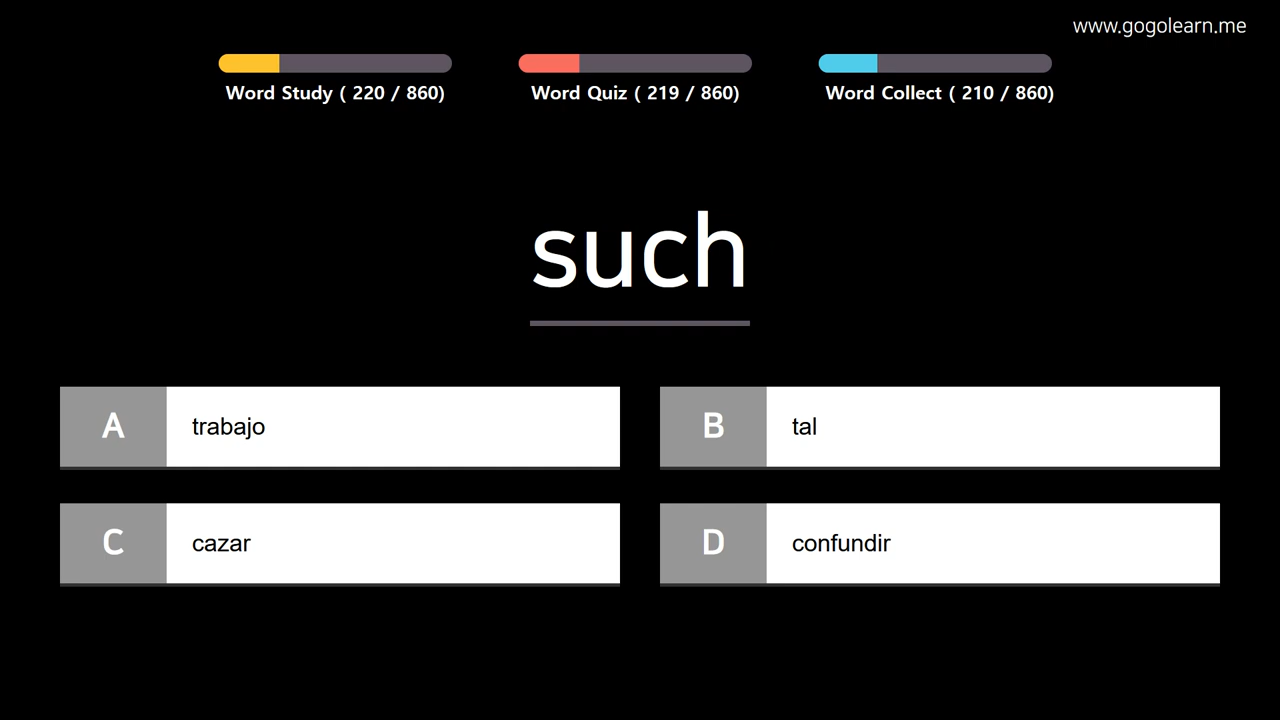 www.gogolearn.me
Word Study ( 220 / 860)
Word Quiz ( 219 / 860)
Word Collect ( 210 / 860)
such
A trabajo
B tal
C cazar
D confundir